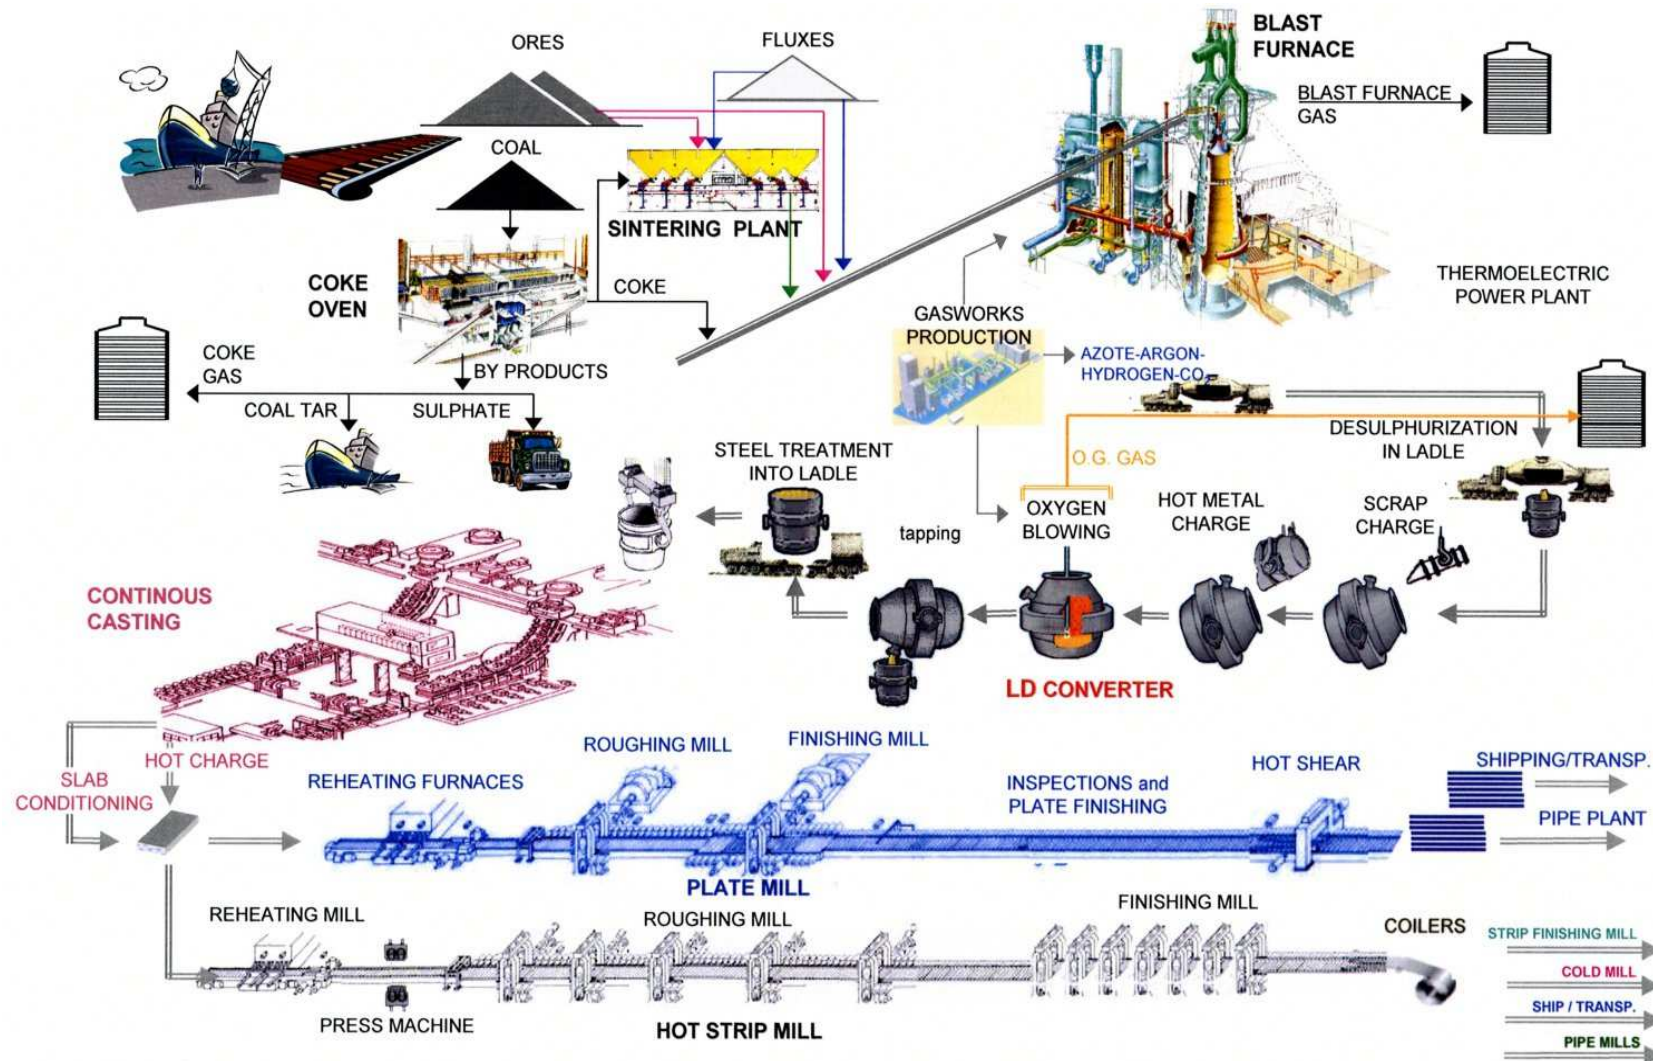 ORES
FLUXES
BLAST
FURNACE
BLAST FURNACE
GAS
COAL
SINTERING PLANT
COKE
OVEN
COKE
THERMOELECTRIC
POWER PLANT
GASWORKS
PRODUCTION
AZOTE-ARGON-
HYDROGEN-CO2
COKE
GAS
BY PRODUCTS
COAL TAR
SULPHATE
DESULPHURIZATION
IN LADLE
STEEL TREATMENT
INTO LADLE
O.G. GAS
OXYGEN
BLOWING
HOT METAL
CHARGE
SCRAP
CHARGE
tapping
CONTINOUS
CASTING
LD CONVERTER
HOT CHARGE
SLAB
CONDITIONING
REHEATING FURNACES
ROUGHING MILL
FINISHING MILL
INSPECTIONS and
PLATE FINISHING
HOT SHEAR
SHIPPING/TRANSP.
PIPE PLANT
PLATE MILL
REHEATING MILL
ROUGHING MILL
FINISHING MILL
COILERS
PRESS MACHINE
HOT STRIP MILL
STRIP FINISHING MILL
COLD MILL
SHIP / TRANSP.
PIPE MILLS